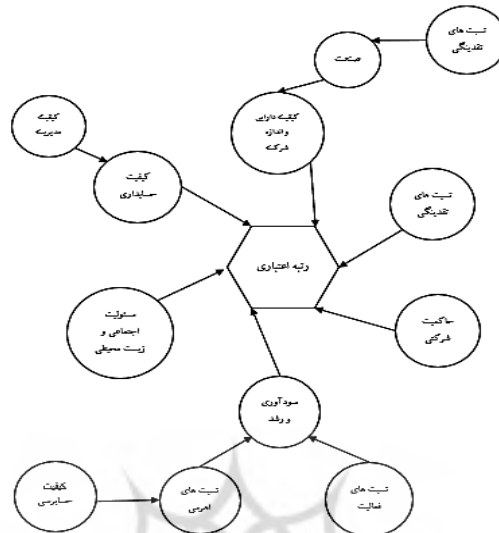 نسبت های
نقدینگی
صنعت
کیفیت دارایی
و اندازه
شرکت
کیفیت
مدیریت
کیفیت
حسابداری
نسبت های
نقدینگی
رتبه اعتباری
مسئولیت
اجتماعی و
زیست محیطی
حاکمیت
شرکتی
سودآوری
و رشد
کیفیت
حسابرسی
نسبت های
اهرمی
نسبت های
فعالیت